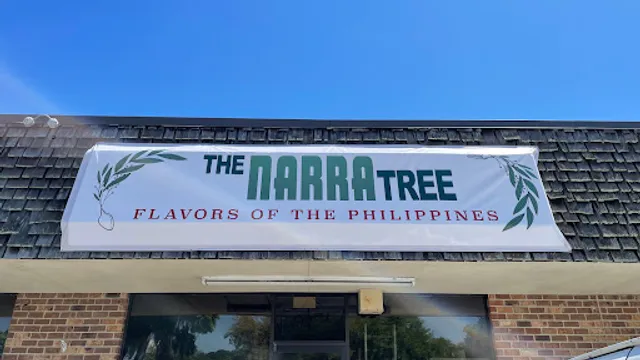 THE NARRA TREE
FLAVORS OF THE PHILIPPINES